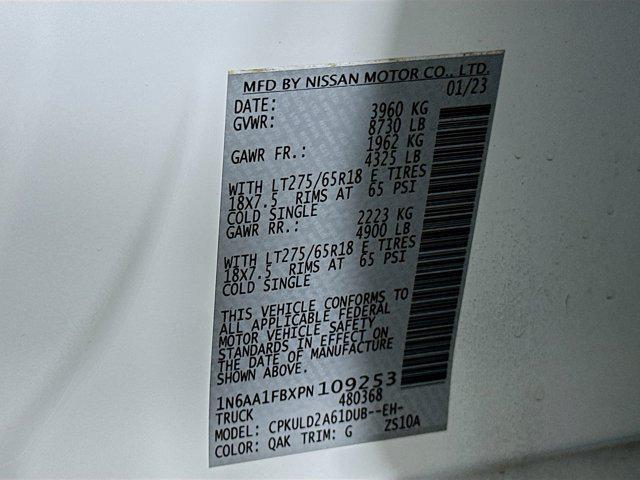 MFD BY NISSAN MOTOR CO., LTD.
DATE: 01/23
GVWR: 3960 KG
8730 LB
GAWR FR.: 1962 KG
4325 LB
WITH LT275/65R18 E TIRES
18X7.5 RIMS AT 65 PSI
COLD SINGLE
GAWR RR.: 2223 KG
4900 LB
WITH LT275/65R18 E TIRES
18X7.5 RIMS AT 65 PSI
COLD SINGLE
THIS VEHICLE CONFORMS TO
ALL APPLICABLE FEDERAL
MOTOR VEHICLE SAFETY
STANDARDS IN EFFECT ON
THE DATE OF MANUFACTURE
SHOWN ABOVE.
1N6AA1FBXPN109253
TRUCK 480368
MODEL: CPKULD2A61DUB--EH-
COLOR: QAK TRIM: G ZS10A